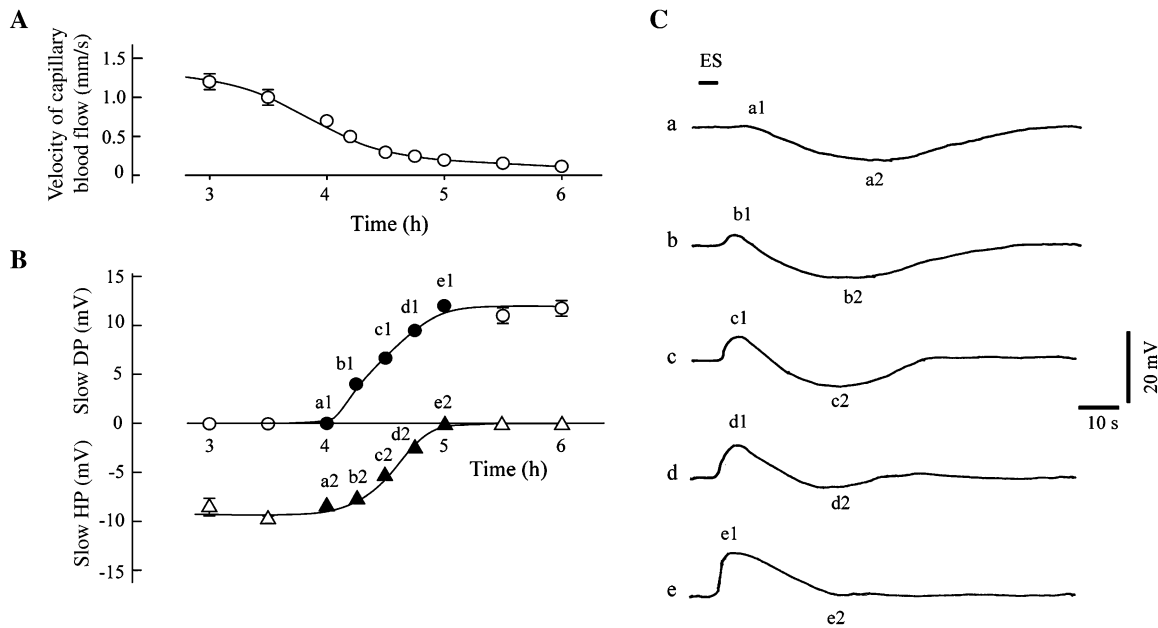 A
Velocity of capillary
blood flow (mm/s)
1.5
1.0
0.5
0
3
4
5
6
Time (h)
B
Slow DP (mV)
Slow HP (mV)
15
10
5
0
-5
-10
-15
a1
b1
c1
d1
e1
3
4
5
6
Time (h)
a2
b2
c2
d2
e2
C
ES
a
a1
a2
b
b1
b2
c
c1
c2
20 mV
10 s
d
d1
d2
e
e1
e2